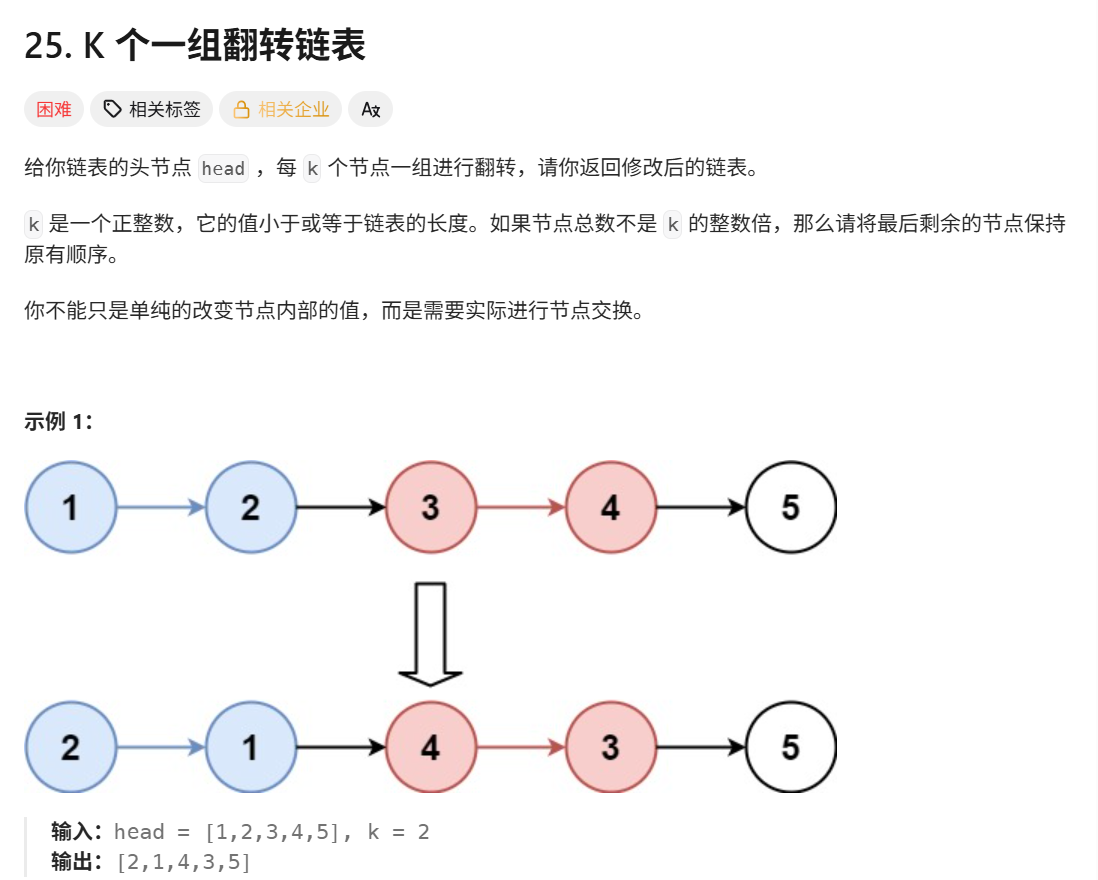 25. K 个一组翻转链表
困难 相关标签 相关企业 A文
给你链表的头节点 head ，每 k 个节点一组进行翻转，请你返回修改后的链表。
k 是一个正整数，它的值小于或等于链表的长度。如果节点总数不是 k 的整数倍，那么请将最后剩余的节点保持
原有顺序。
你不能只是单纯的改变节点内部的值，而是需要实际进行节点交换。
示例 1：
1 2 3 4 5
2 1 4 3 5
输入：head = [1,2,3,4,5], k = 2
输出：[2,1,4,3,5]